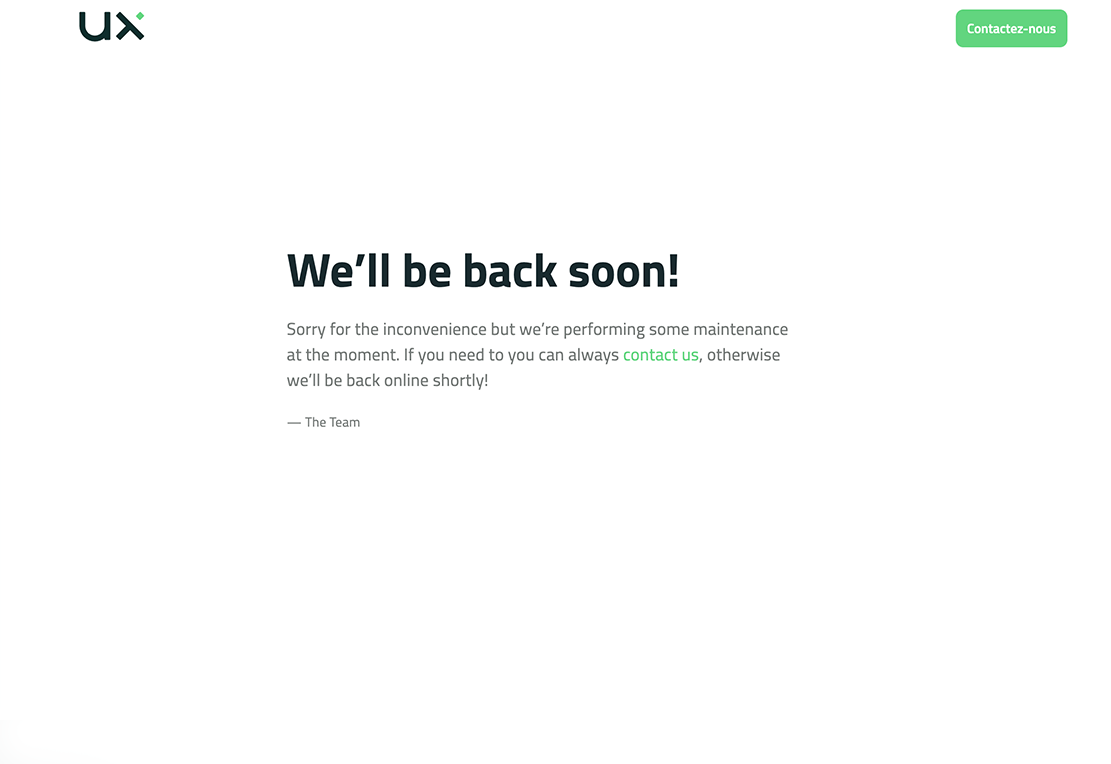 ux
Contactez-nous
We’ll be back soon!
Sorry for the inconvenience but we’re performing some maintenance
at the moment. If you need to you can always contact us, otherwise
we’ll be back online shortly!
— The Team